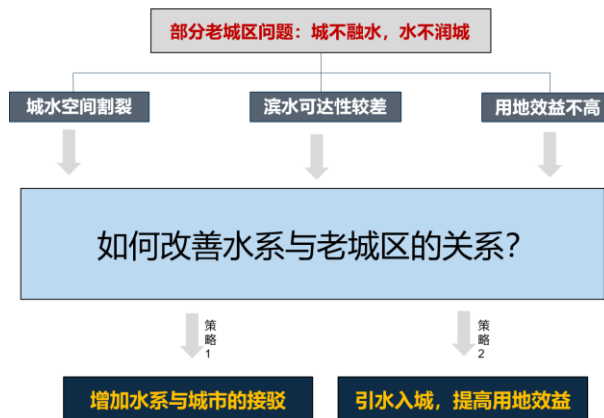 部分老城区问题：城不融水，水不润城
城水空间割裂
滨水可达性较差
用地效益不高
如何改善水系与老城区的关系？
策略1
策略2
增加水系与城市的接驳
引水入城，提高用地效益